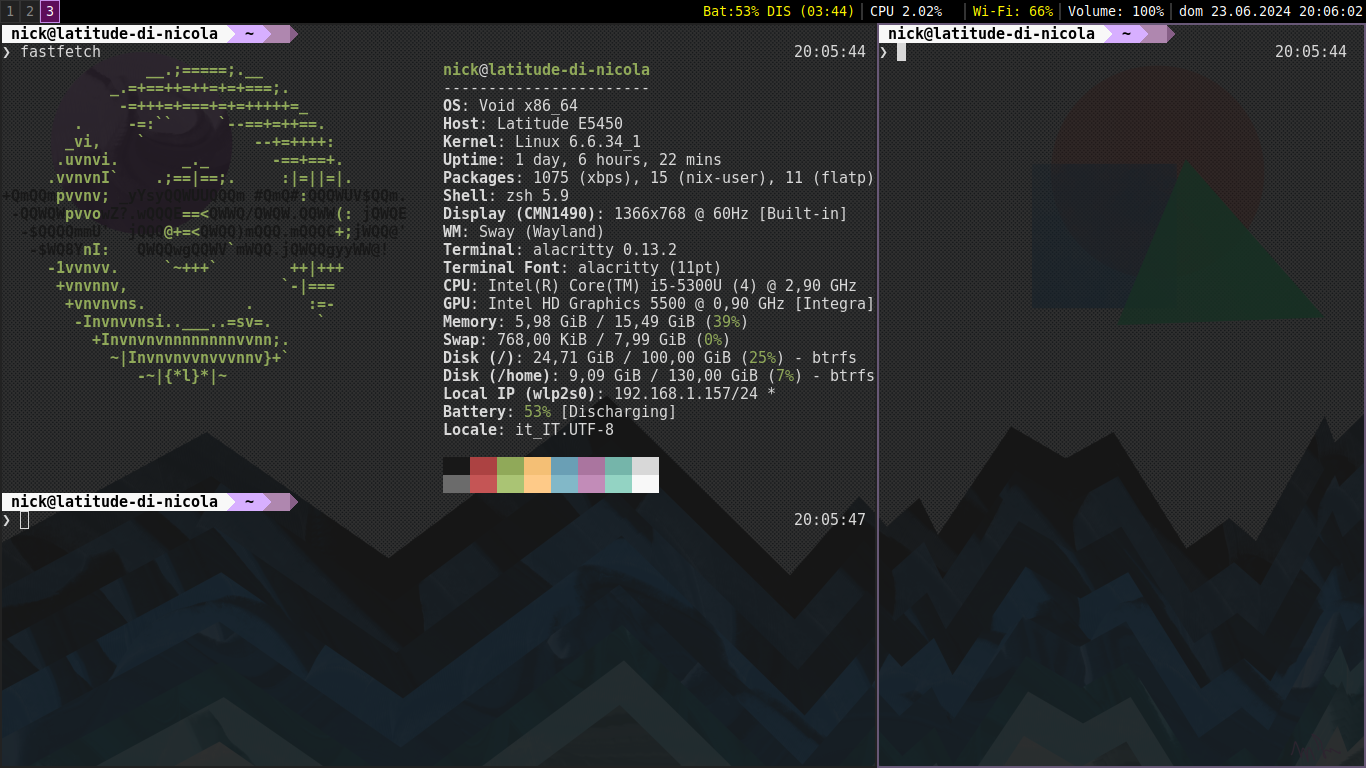 1 2 3 Bat:53% DIS (03:44) CPU 2.02% Wi-Fi: 66% Volume: 100% dom 23.06.2024 20:06:02
nick@latitude-di-nicola ~
❯ fastfetch 20:05:44
nick@latitude-di-nicola
-----------------------
OS: Void x86_64
Host: Latitude E5450
Kernel: Linux 6.6.34_1
Uptime: 1 day, 6 hours, 22 mins
Packages: 1075 (xbps), 15 (nix-user), 11 (flatp)
Shell: zsh 5.9
Display (CMN1490): 1366x768 @ 60Hz [Built-in]
WM: Sway (Wayland)
Terminal: alacritty 0.13.2
Terminal Font: alacritty (11pt)
CPU: Intel(R) Core(TM) i5-5300U (4) @ 2,90 GHz
GPU: Intel HD Graphics 5500 @ 0,90 GHz [Integra]
Memory: 5,98 GiB / 15,49 GiB (39%)
Swap: 768,00 KiB / 7,99 GiB (0%)
Disk (/): 24,71 GiB / 100,00 GiB (25%) - btrfs
Disk (/home): 9,09 GiB / 130,00 GiB (7%) - btrfs
Local IP (wlp2s0): 192.168.1.157/24 *
Battery: 53% [Discharging]
Locale: it_IT.UTF-8
nick@latitude-di-nicola ~
❯ 20:05:47
nick@latitude-di-nicola ~
❯ 20:05:44